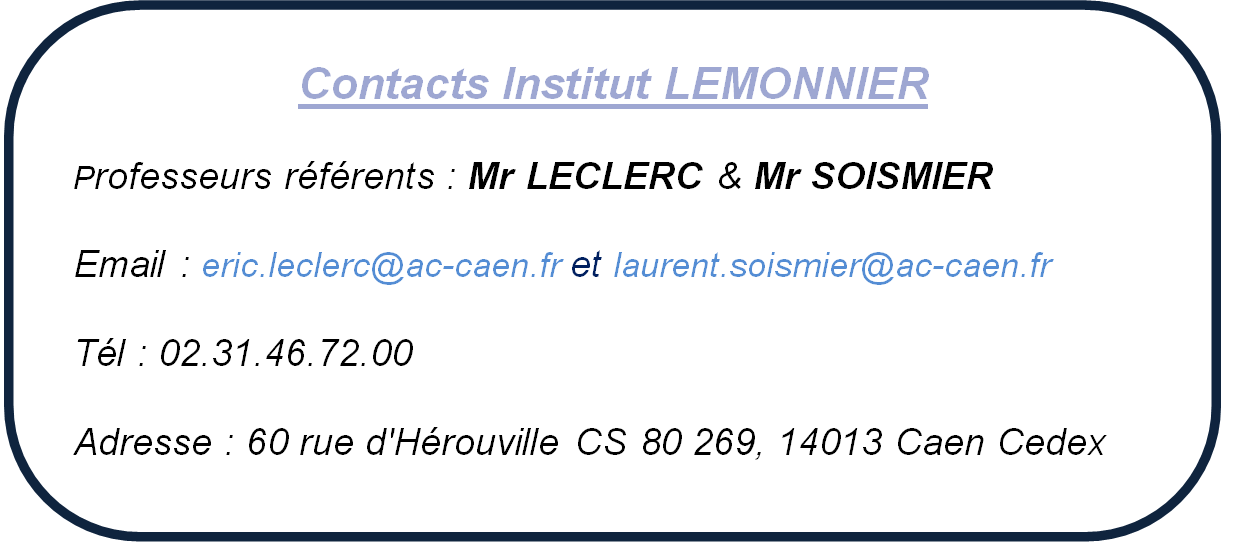 Contacts Institut LEMONNIER
Professeurs référents : Mr LECLERC & Mr SOISMIER
Email : eric.leclerc@ac-caen.fr et laurent.soismier@ac-caen.fr
Tél : 02.31.46.72.00
Adresse : 60 rue d'Hérouville CS 80 269, 14013 Caen Cedex